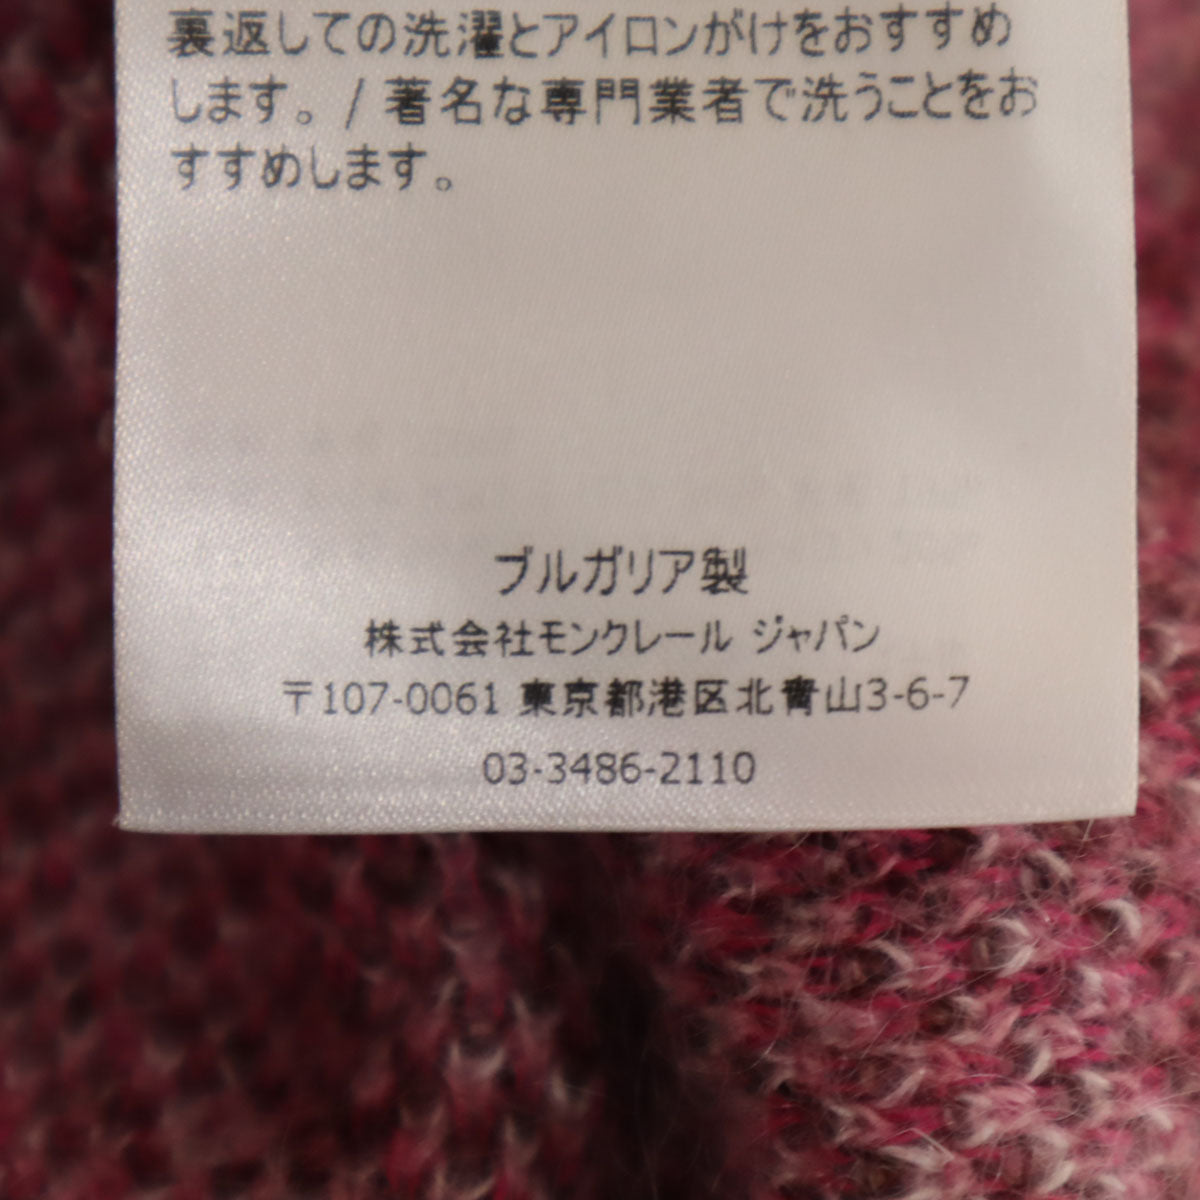 裏返しての洗濯とアイロンがけをおすすめ
します。/ 著名な専門業者で洗うことをお
すすめします。
ブルガリア製
株式会社モンクレール ジャパン
〒107-0061 東京都港区北青山3-6-7
03-3486-2110